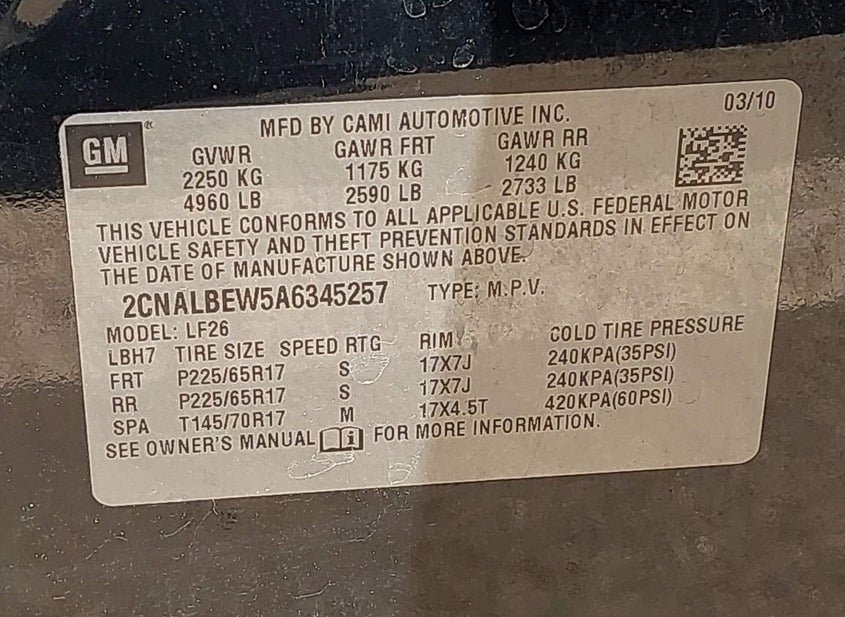 GM
MFD BY CAMI AUTOMOTIVE INC. 03/10
GVWR GAWR FRT GAWR RR
2250 KG 1175 KG 1240 KG
4960 LB 2590 LB 2733 LB
THIS VEHICLE CONFORMS TO ALL APPLICABLE U.S. FEDERAL MOTOR
VEHICLE SAFETY AND THEFT PREVENTION STANDARDS IN EFFECT ON
THE DATE OF MANUFACTURE SHOWN ABOVE.
2CNALBEW5A6345257 TYPE: M.P.V.
MODEL: LF26
LBH7 TIRE SIZE SPEED RTG RIM COLD TIRE PRESSURE
FRT P225/65R17 S 17X7J 240KPA(35PSI)
RR P225/65R17 S 17X7J 240KPA(35PSI)
SPA T145/70R17 M 17X4.5T 420KPA(60PSI)
SEE OWNER'S MANUAL FOR MORE INFORMATION.